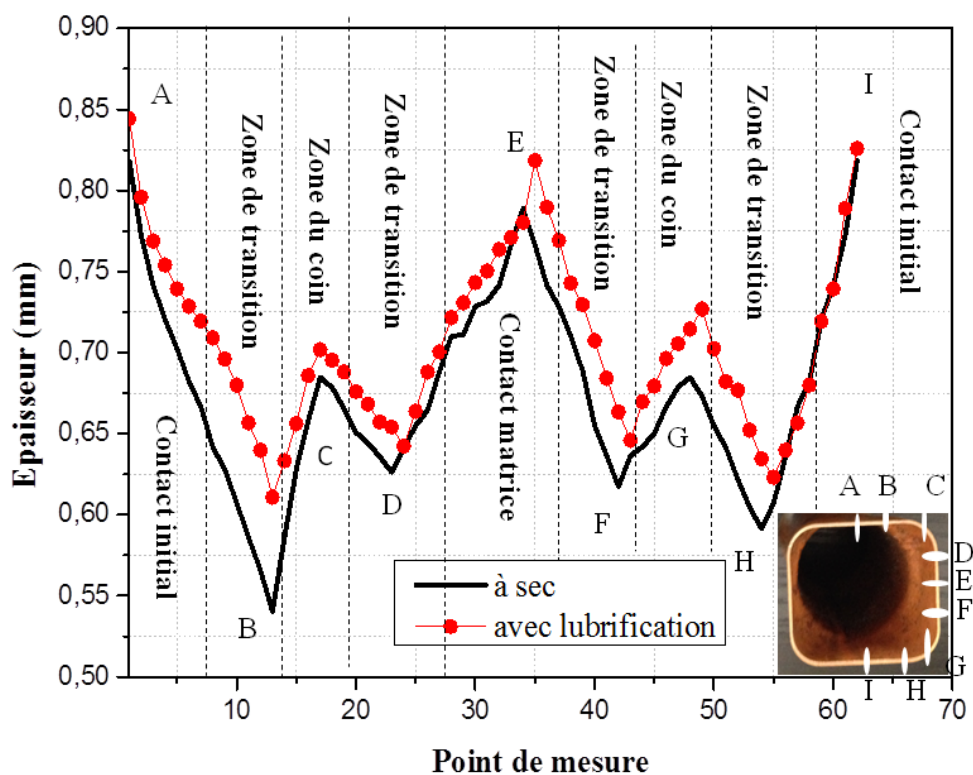 0,90
0,85
0,80
0,75
0,70
0,65
0,60
0,55
0,50
Epaisseur (mm)
A
Contact initial
Zone de transition
B
Zone du coin
C
Zone de transition
D
Contact matrice
E
Zone de transition
F
Zone du coin
G
Zone de transition
H
I
Contact initial
à sec
avec lubrification
A
B
C
D
E
F
G
H
I
10
20
30
40
50
60
70
Point de mesure